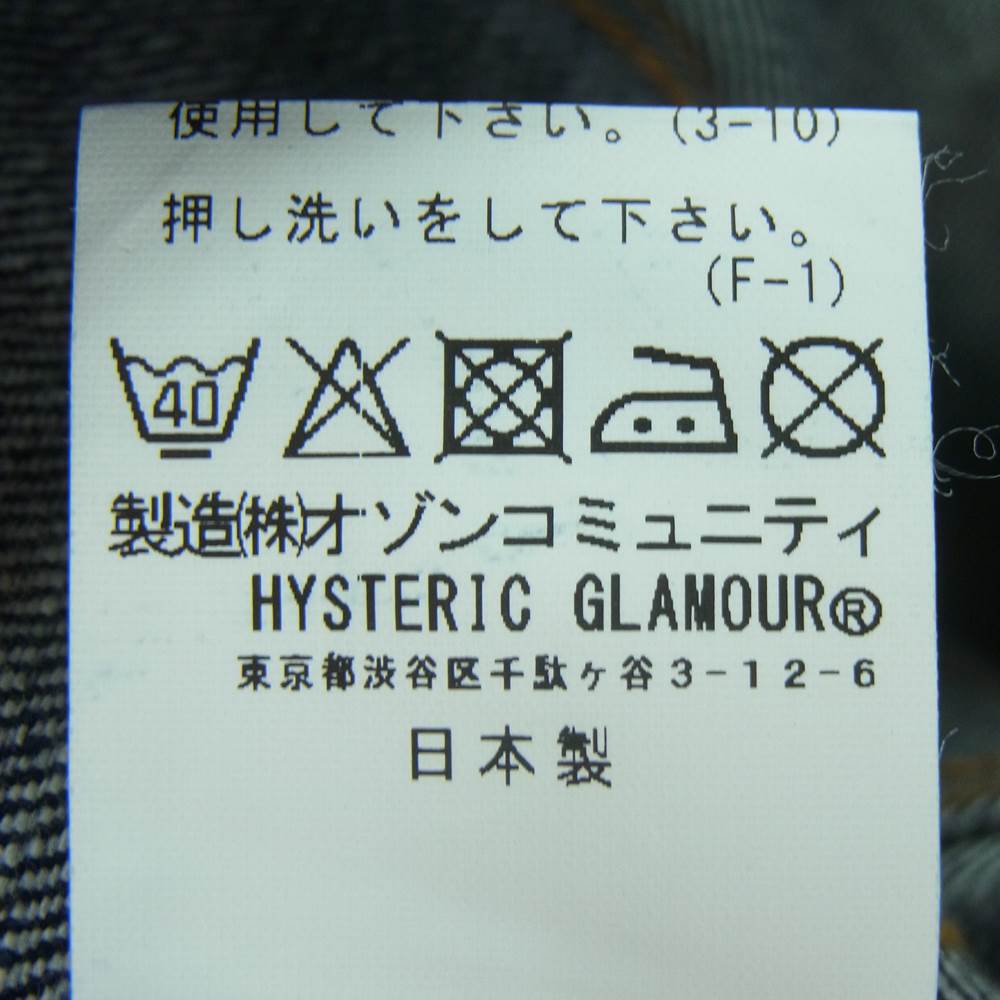 使用して下さい。(3-10)
押し洗いをして下さい。
(F-1)
40
製造(株)オゾンコミュニティ
HYSTERIC GLAMOUR®
東京都渋谷区千駄ヶ谷3-12-6
日本製